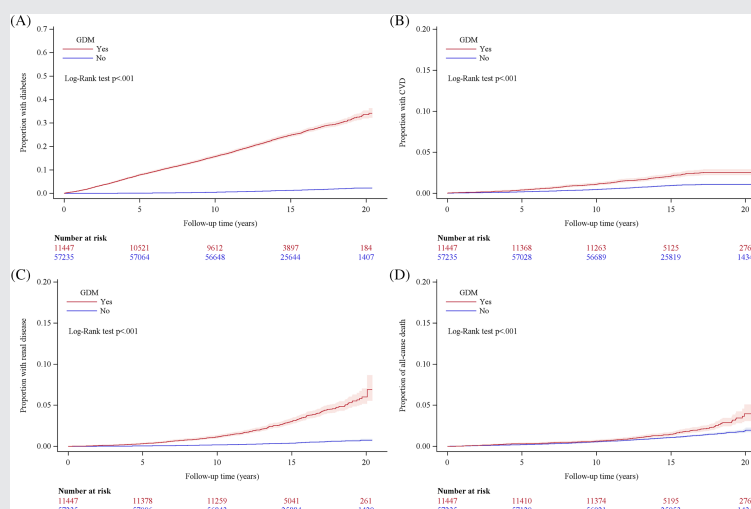 (A)
0.7
0.6
0.5
0.4
0.3
0.2
0.1
0.0
Proportion with diabetes
GDM
Yes
No
Log-Rank test p<.001
0 5 10 15 20
Follow-up time (years)
Number at risk
11447 10521 9612 3897 184
57235 57064 56648 25644 1407
(B)
0.20
0.15
0.10
0.05
0.00
Proportion with CVD
GDM
Yes
No
Log-Rank test p<.001
0 5 10 15 20
Follow-up time (years)
Number at risk
11447 11368 11263 5125 276
57235 57028 56689 25819
(C)
0.20
0.15
0.10
0.05
0.00
Proportion with renal disease
GDM
Yes
No
Log-Rank test p<.001
0 5 10 15 20
Follow-up time (years)
Number at risk
11447 11378 11259 5041 261
(D)
0.20
0.15
0.10
0.05
0.00
Proportion of all-cause death
GDM
Yes
No
Log-Rank test p<.001
0 5 10 15 20
Follow-up time (years)
Number at risk
11447 11410 11374 5195 276